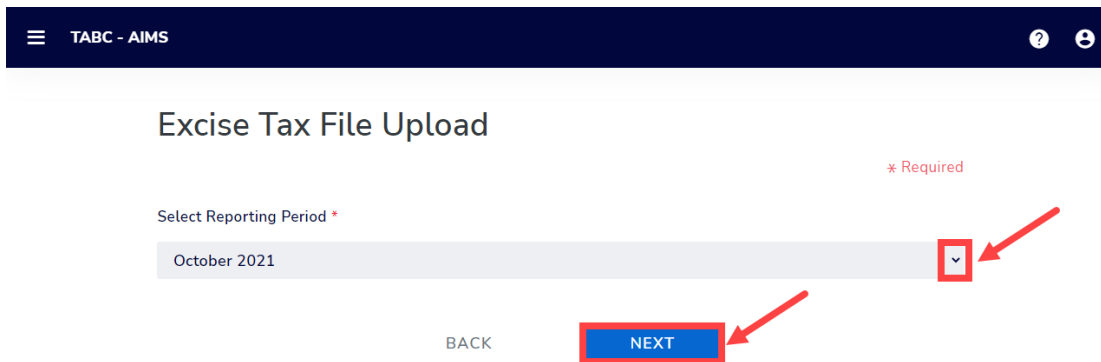 TABC - AIMS
Excise Tax File Upload
* Required
Select Reporting Period *
October 2021
BACK NEXT